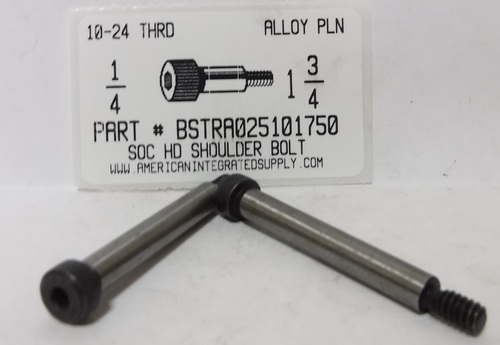 10-24 THRD ALLOY PLN
1/4 1 3/4
PART # BSTRA025101750
SOC HD SHOULDER BOLT
WWW.AMERICANINTEGRATEDSUPPLY.COM